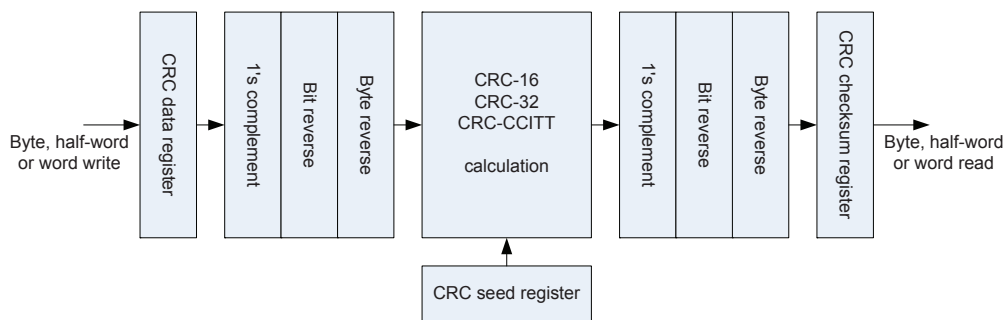 Byte, half-word
or word write
CRC data register
1's complement
Bit reverse
Byte reverse
CRC-16
CRC-32
CRC-CCITT
calculation
CRC seed register
1's complement
Bit reverse
Byte reverse
CRC checksum register
Byte, half-word
or word read